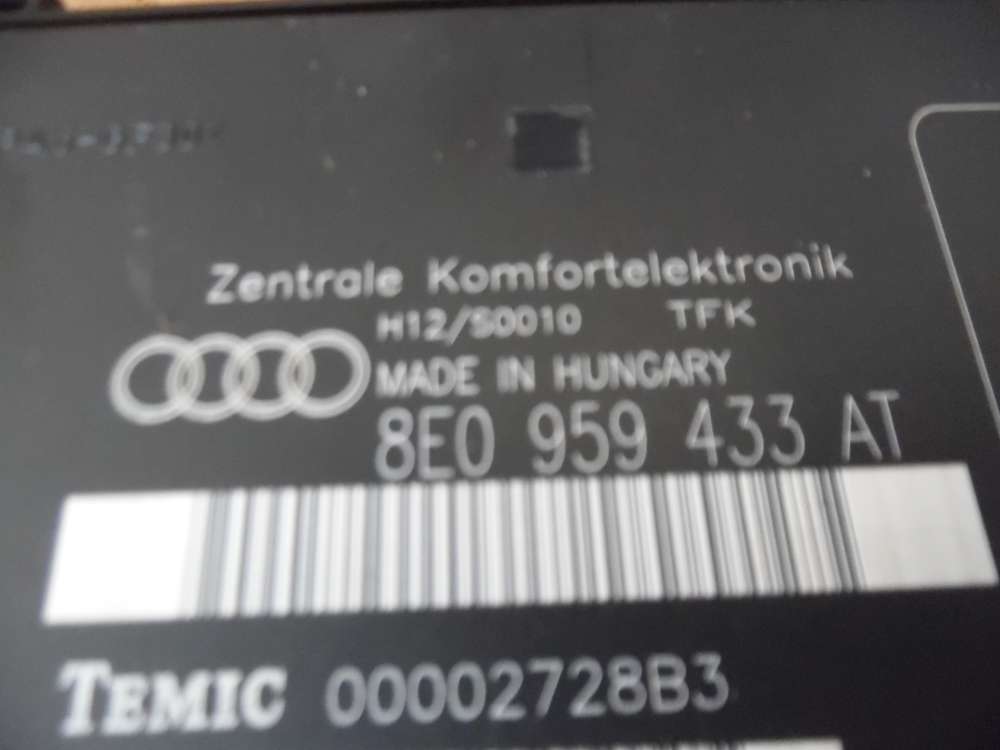 Zentrale Komfortelektronik
H12/S0010 TFK
MADE IN HUNGARY
8E0 959 433 AT
TEMIC 00002728B3